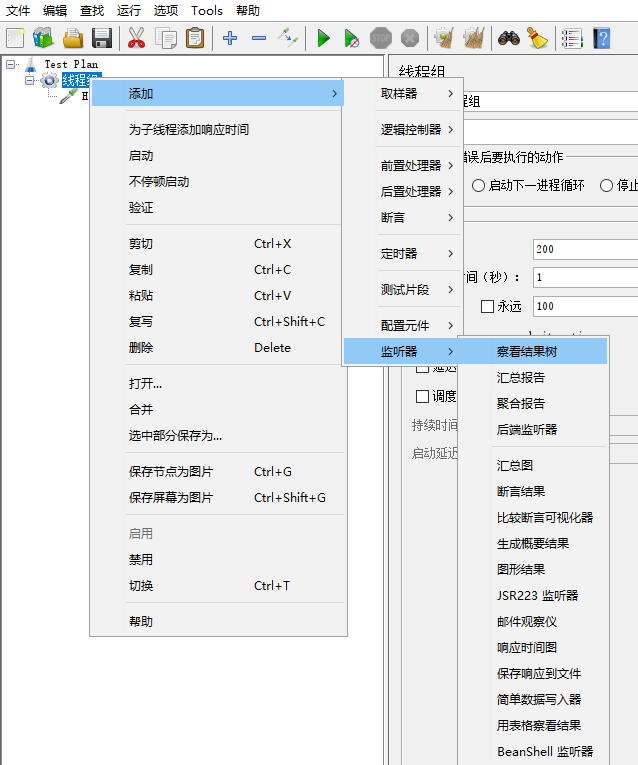 文件 编辑 查找 运行 选项 Tools 帮助
STOP
Test Plan
线程组
H
添加
为子线程添加响应时间
启动
不停顿启动
验证
剪切 Ctrl+X
复制 Ctrl+C
粘贴 Ctrl+V
复写 Ctrl+Shift+C
删除 Delete
打开...
合并
选中部分保存为...
保存节点为图片 Ctrl+G
保存屏幕为图片 Ctrl+Shift+G
启用
禁用
切换 Ctrl+T
帮助
取样器
逻辑控制器
前置处理器
后置处理器
断言
定时器
测试片段
配置元件
监听器
察看结果树
汇总报告
聚合报告
后端监听器
汇总图
断言结果
比较断言可视化器
生成概要结果
图形结果
JSR223 监听器
邮件观察仪
响应时间图
保存响应到文件
简单数据写入器
用表格察看结果
BeanShell 监听器
线程组
程组
错误后要执行的动作
启动下一进程循环 停止
200
时间（秒）： 1
永远 100
延迟
调度
持续时间
启动延迟